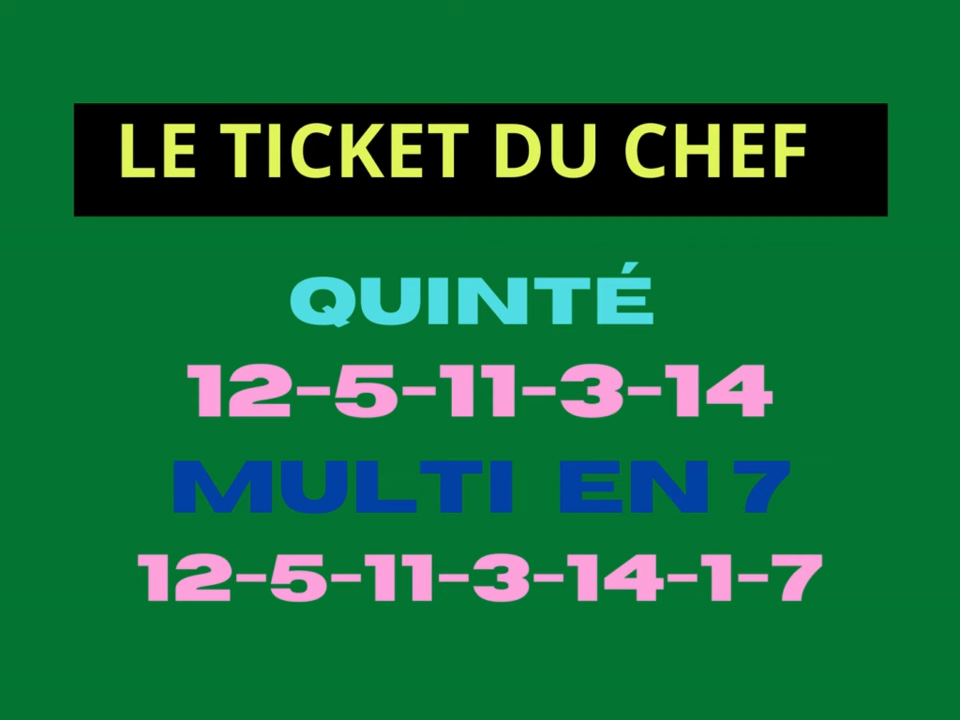 LE TICKET DU CHEF
QUINTÉ
12-5-11-3-14
MULTI EN 7
12-5-11-3-14-1-7